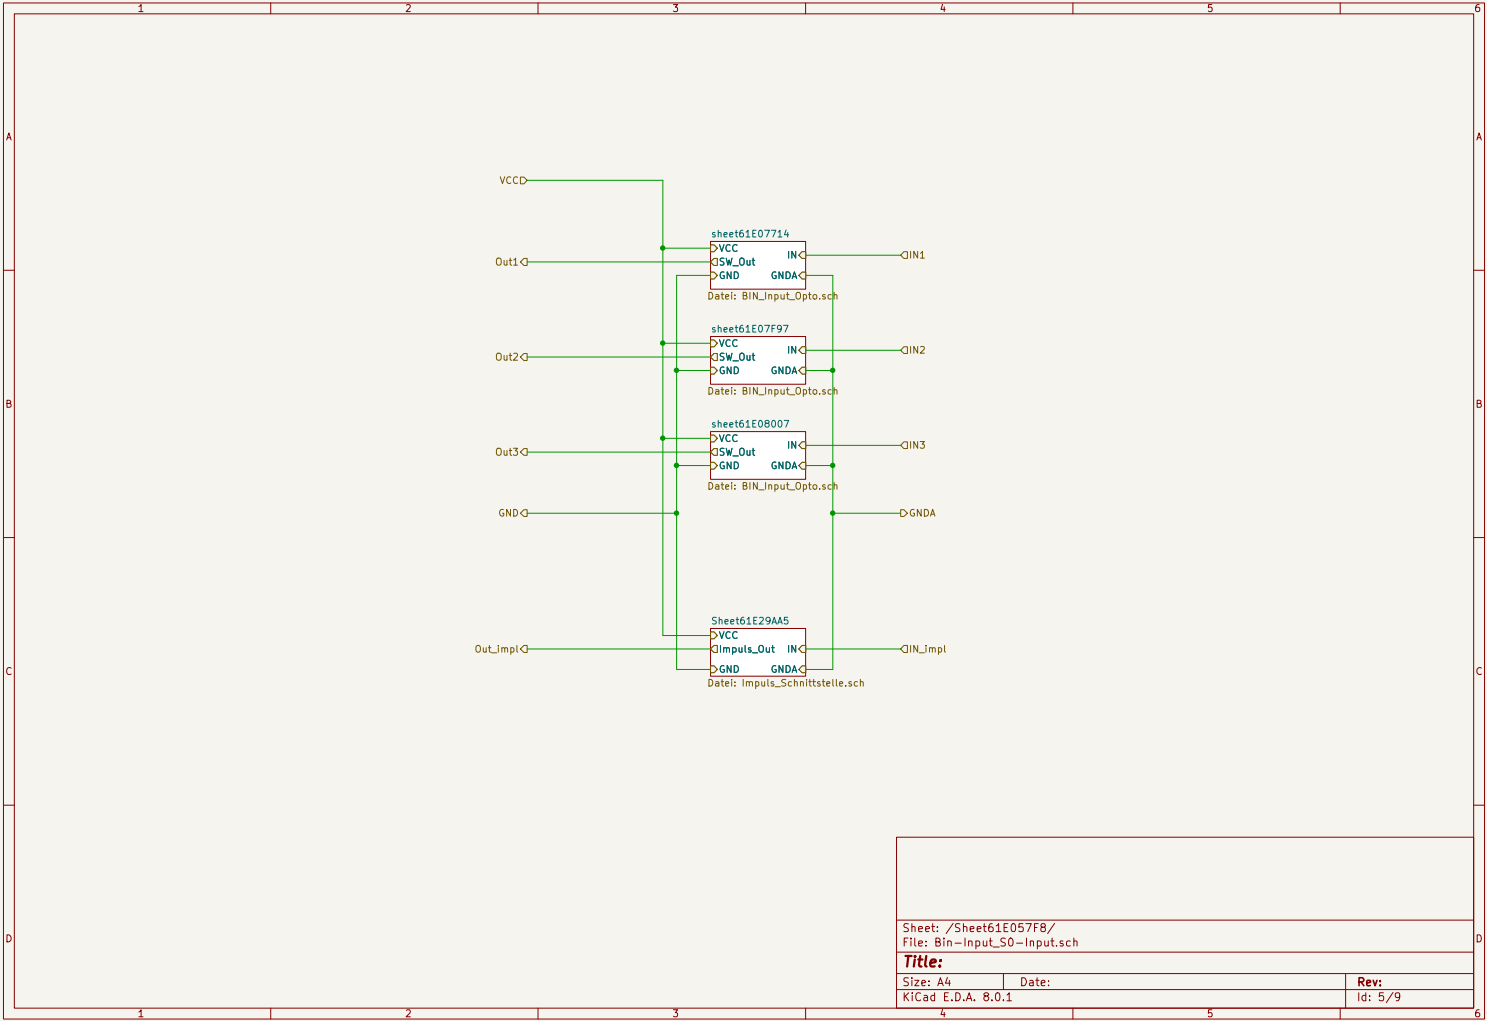 1 2 3 4 5 6
A A
VCC
sheet61E07714
VCC IN IN1
Out1 SW_Out
GND GNDA
Datei: BIN_Input_Opto.sch
sheet61E07F97
VCC IN IN2
Out2 SW_Out
GND GNDA
Datei: BIN_Input_Opto.sch
B B
sheet61E08007
VCC IN IN3
Out3 SW_Out
GND GNDA
Datei: BIN_Input_Opto.sch
GND GNDA
Sheet61E29AA5
VCC
Out_impl Impuls_Out IN IN_impl
GND GNDA
C C
Datei: Impuls_Schnittstelle.sch
Sheet: /Sheet61E057F8/
File: Bin-Input_S0-Input.sch
D D
Title:
Size: A4 Date: Rev:
KiCad E.D.A. 8.0.1 Id: 5/9
1 2 3 4 5 6